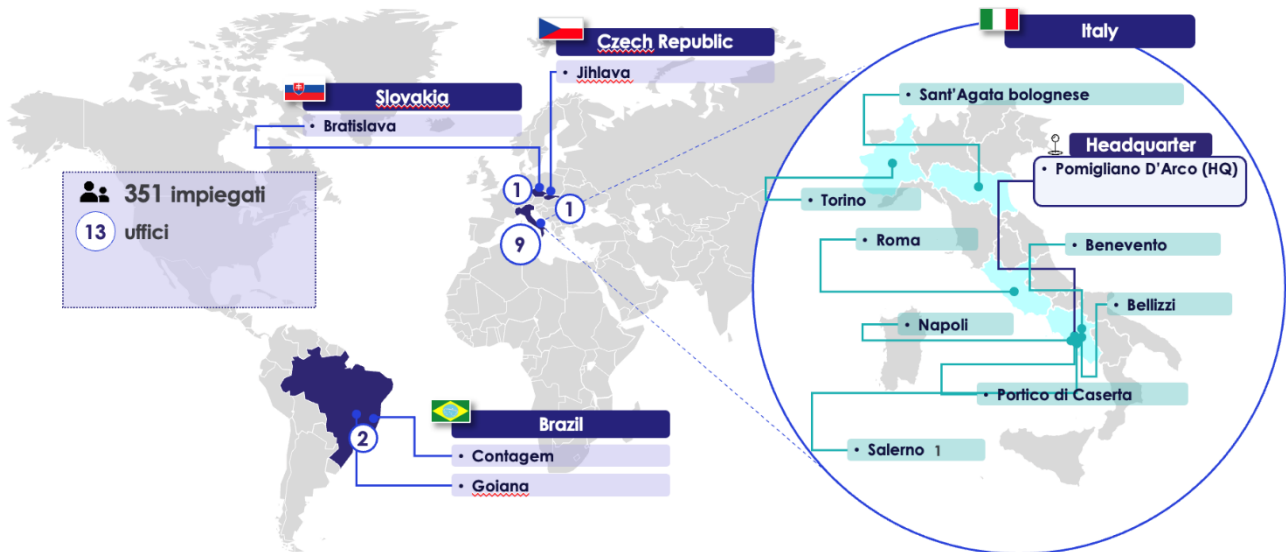 Czech Republic
• Jihlava
Slovakia
• Bratislava
351 impiegati
13 uffici
1
1
9
2
Brazil
• Contagem
• Goiana
Italy
• Sant'Agata bolognese
Headquarter
• Pomigliano D'Arco (HQ)
• Torino
• Roma
• Benevento
• Bellizzi
• Napoli
• Portico di Caserta
• Salerno 1